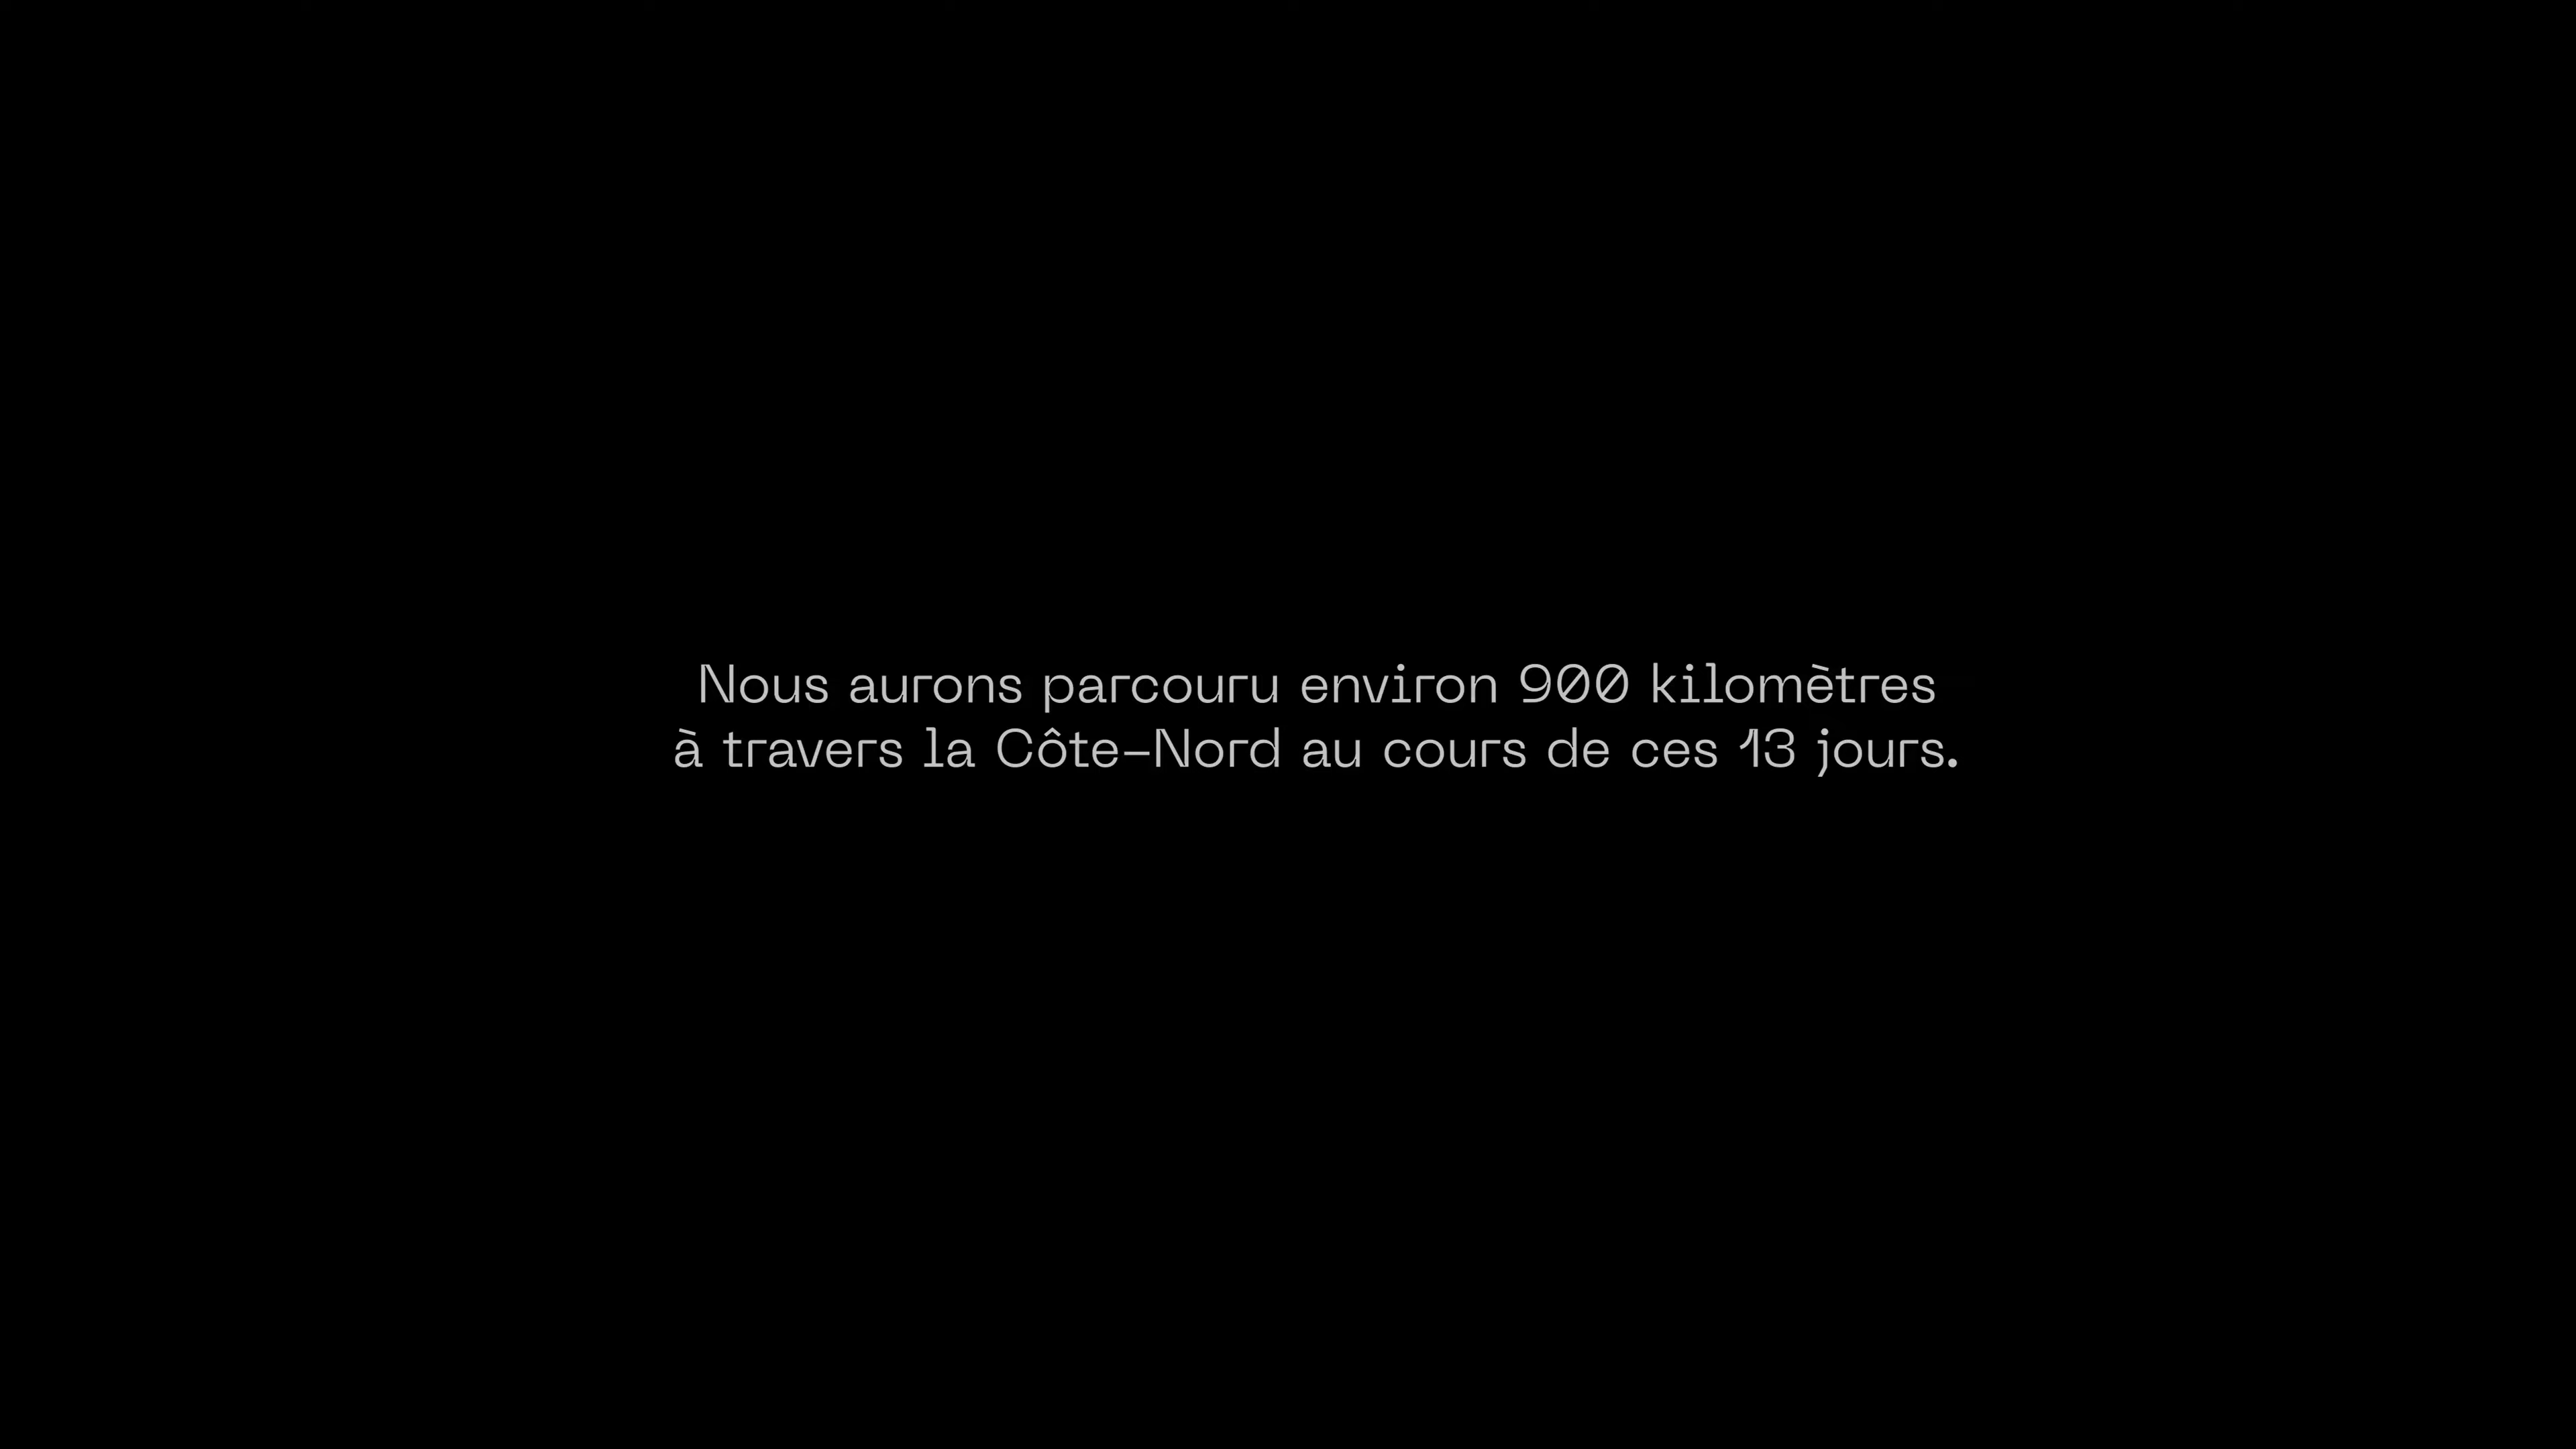 Nous aurons parcouru environ 900 kilomètres
à travers la Côte-Nord au cours de ces 13 jours.